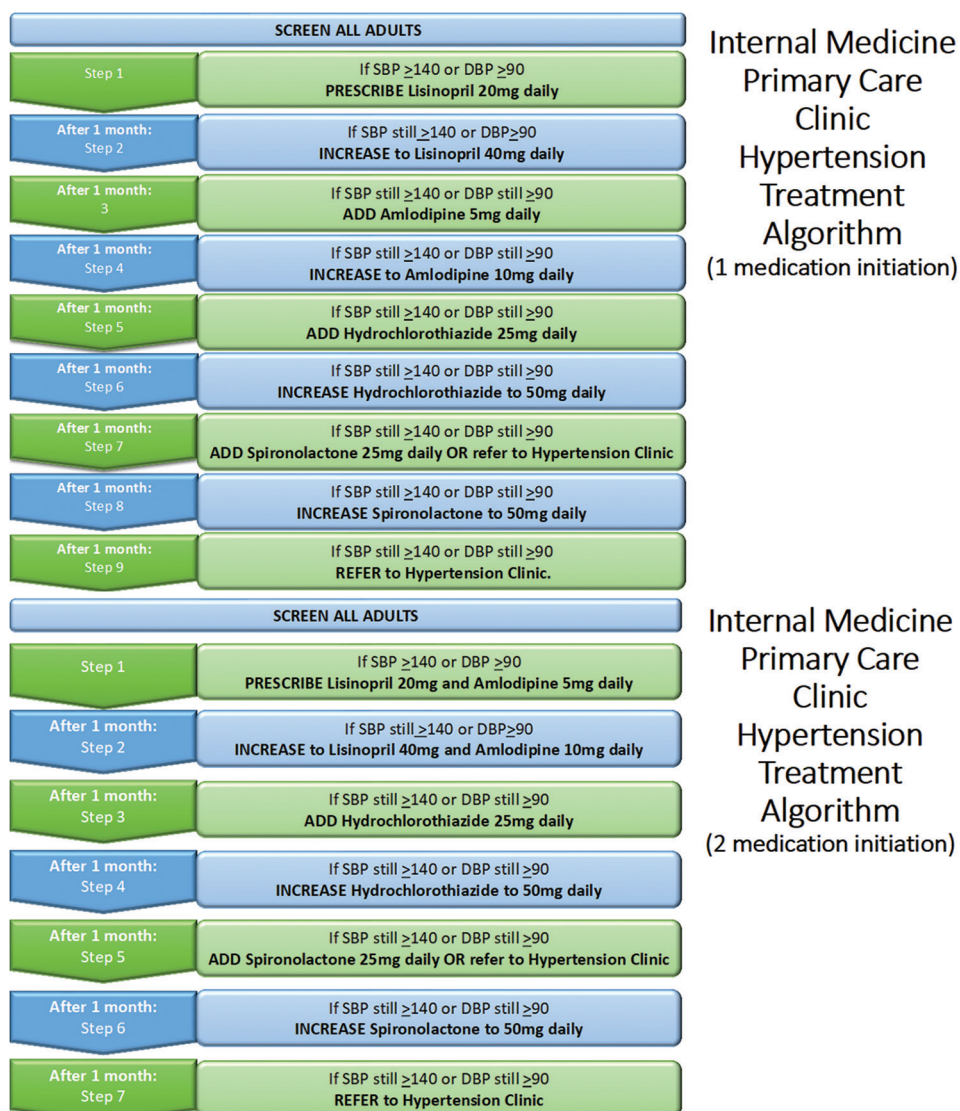 SCREEN ALL ADULTS
Step 1
If SBP ≥140 or DBP ≥90
PRESCRIBE Lisinopril 20mg daily
After 1 month:
Step 2
If SBP still ≥140 or DBP≥90
INCREASE to Lisinopril 40mg daily
After 1 month:
3
If SBP still ≥140 or DBP still ≥90
ADD Amlodipine 5mg daily
After 1 month:
Step 4
If SBP still ≥140 or DBP still ≥90
INCREASE to Amlodipine 10mg daily
After 1 month:
Step 5
If SBP still ≥140 or DBP still ≥90
ADD Hydrochlorothiazide 25mg daily
After 1 month:
Step 6
If SBP still ≥140 or DBP still ≥90
INCREASE Hydrochlorothiazide to 50mg daily
After 1 month:
Step 7
If SBP still ≥140 or DBP still ≥90
ADD Spironolactone 25mg daily OR refer to Hypertension Clinic
After 1 month:
Step 8
If SBP still ≥140 or DBP still ≥90
INCREASE Spironolactone to 50mg daily
After 1 month:
Step 9
If SBP still ≥140 or DBP still ≥90
REFER to Hypertension Clinic.
Internal Medicine
Primary Care
Clinic
Hypertension
Treatment
Algorithm
(1 medication initiation)
SCREEN ALL ADULTS
Step 1
If SBP ≥140 or DBP ≥90
PRESCRIBE Lisinopril 20mg and Amlodipine 5mg daily
After 1 month:
Step 2
If SBP still ≥140 or DBP≥90
INCREASE to Lisinopril 40mg and Amlodipine 10mg daily
After 1 month:
Step 3
If SBP still ≥140 or DBP still ≥90
ADD Hydrochlorothiazide 25mg daily
After 1 month:
Step 4
If SBP still ≥140 or DBP still ≥90
INCREASE Hydrochlorothiazide to 50mg daily
After 1 month:
Step 5
If SBP still ≥140 or DBP still ≥90
ADD Spironolactone 25mg daily OR refer to Hypertension Clinic
After 1 month:
Step 6
If SBP still ≥140 or DBP still ≥90
INCREASE Spironolactone to 50mg daily
After 1 month:
Step 7
If SBP still ≥140 or DBP still ≥90
REFER to Hypertension Clinic
Internal Medicine
Primary Care
Clinic
Hypertension
Treatment
Algorithm
(2 medication initiation)